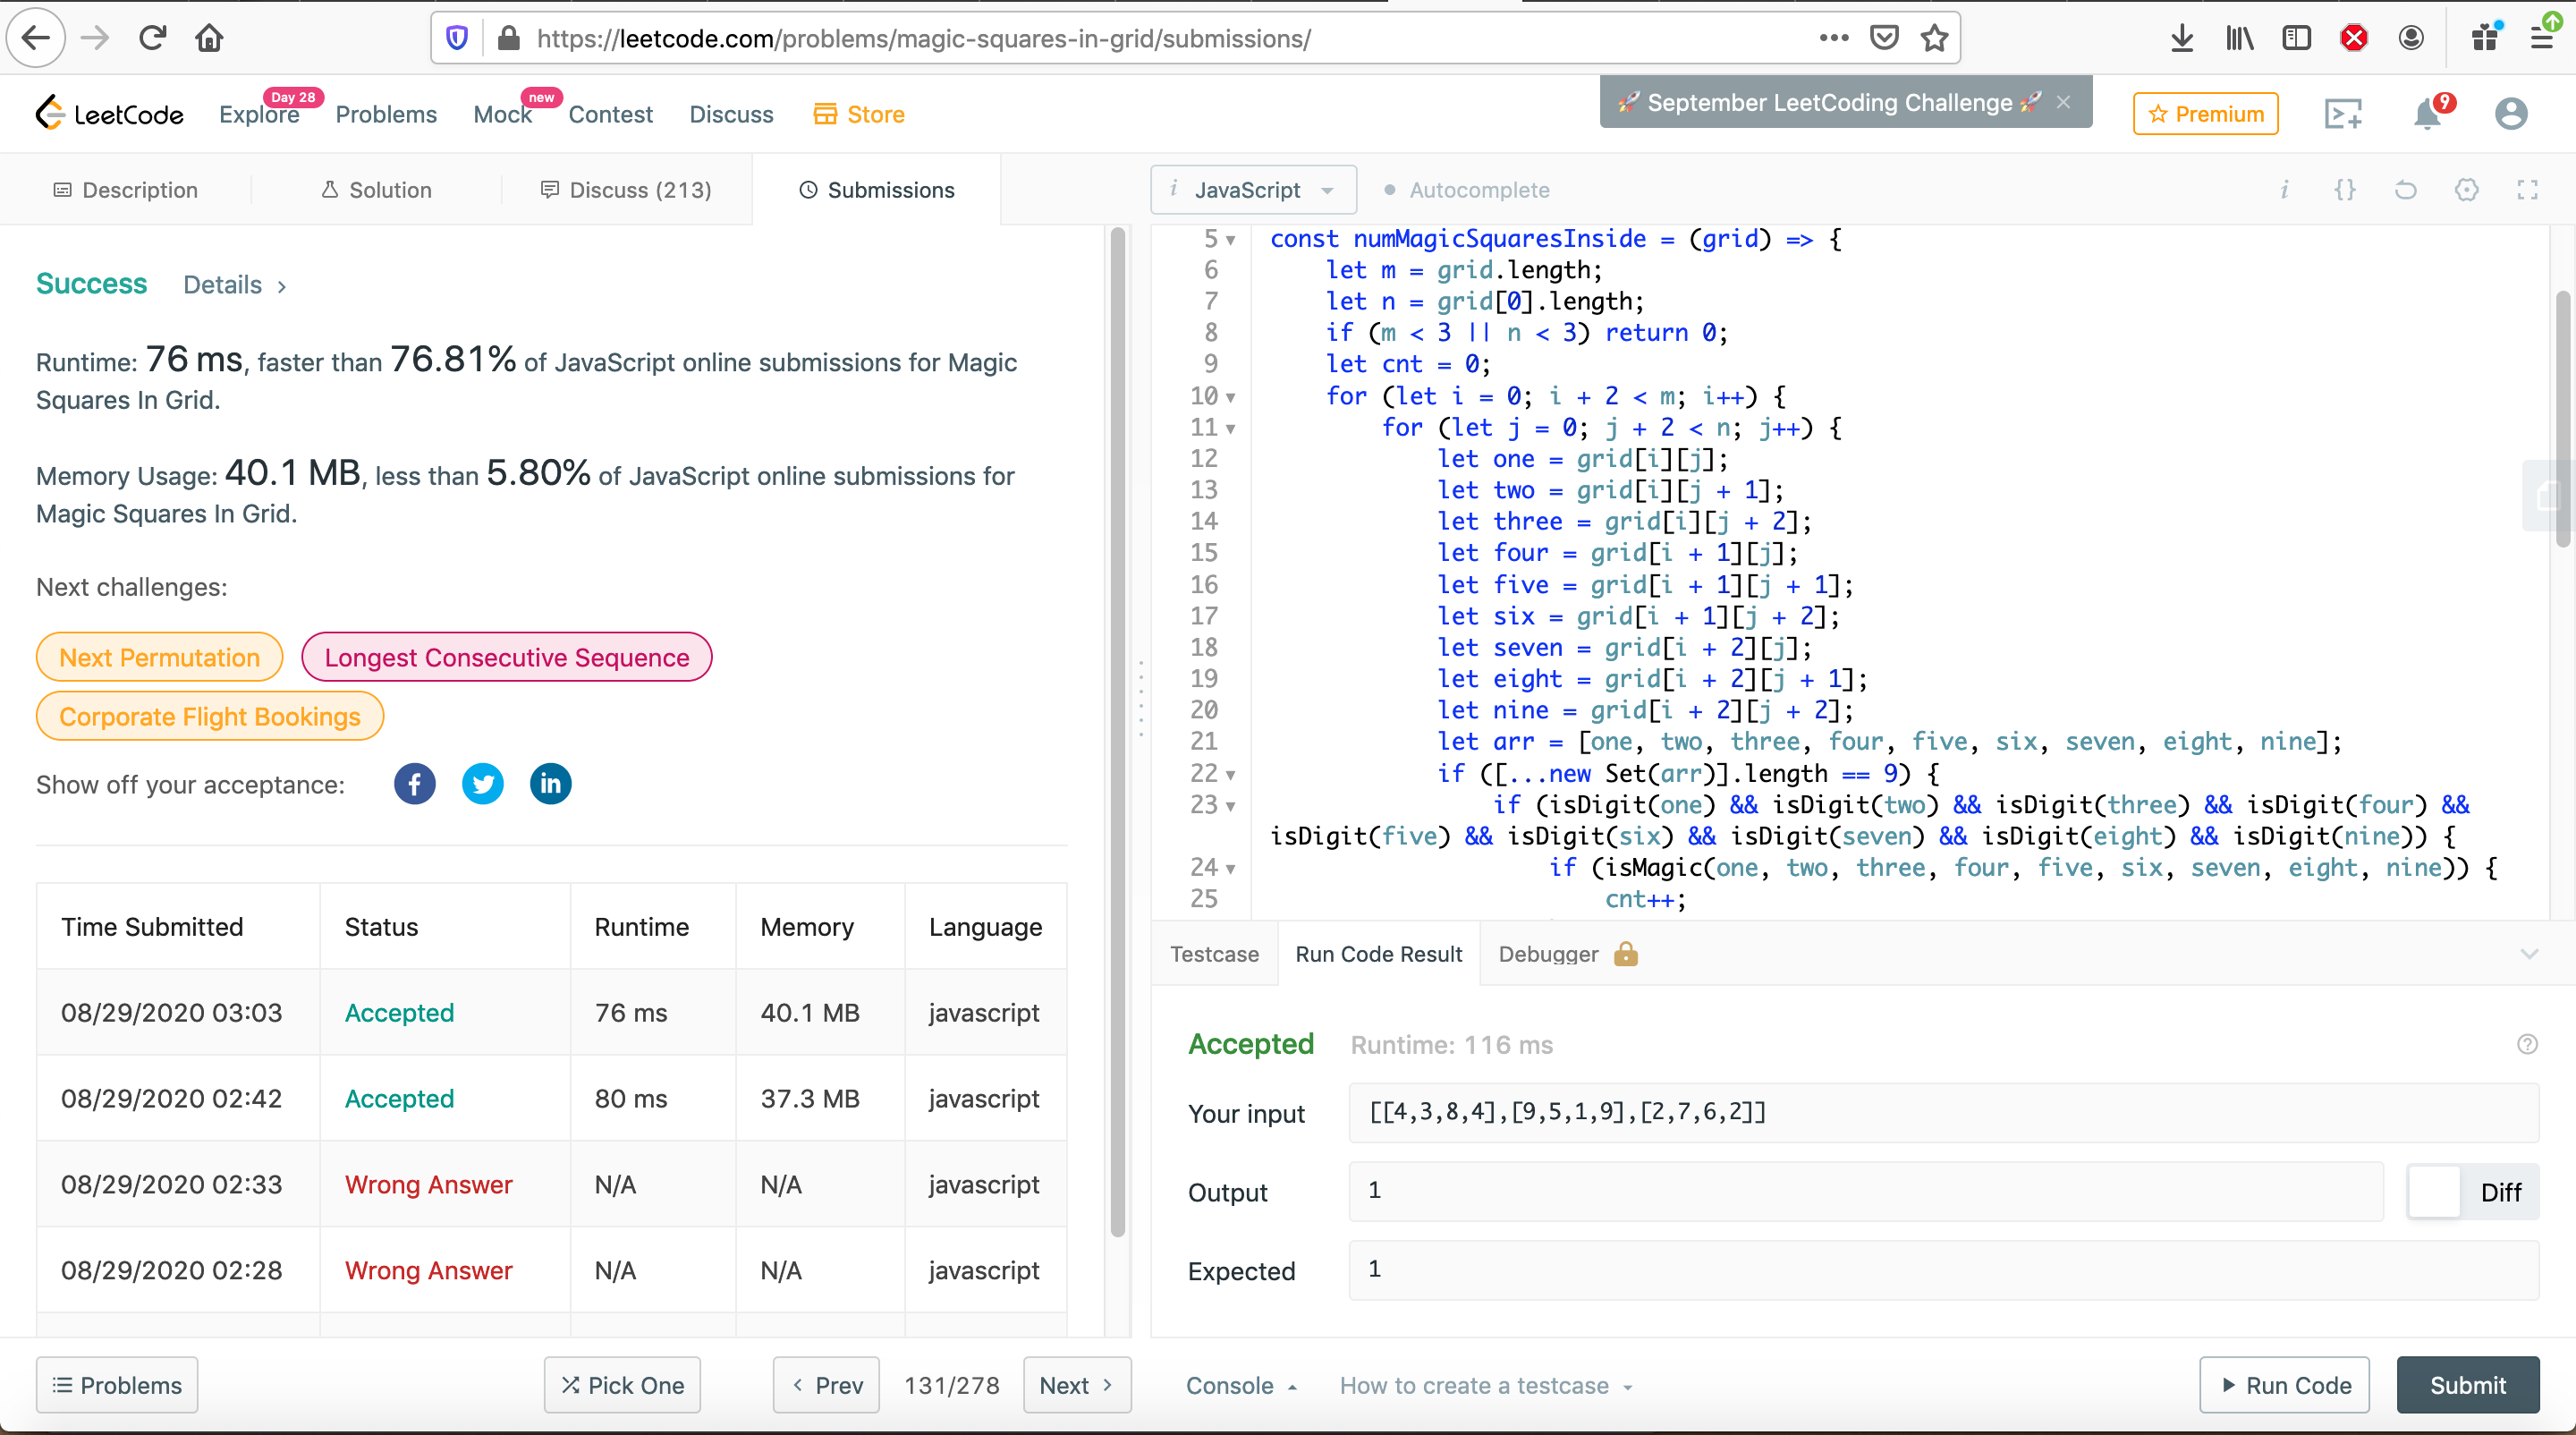 https://leetcode.com/problems/magic-squares-in-grid/submissions/
LeetCode
Explore
Day 28
Problems
Mock
new
Contest
Discuss
Store
🚀 September LeetCoding Challenge 🚀 ×
Premium
9
Description
Solution
Discuss (213)
Submissions
i JavaScript
Autocomplete
i {}
Success Details >
Runtime: 76 ms, faster than 76.81% of JavaScript online submissions for Magic
Squares In Grid.
Memory Usage: 40.1 MB, less than 5.80% of JavaScript online submissions for
Magic Squares In Grid.
Next challenges:
Next Permutation
Longest Consecutive Sequence
Corporate Flight Bookings
Show off your acceptance:
f
in
Time Submitted Status Runtime Memory Language
08/29/2020 03:03 Accepted 76 ms 40.1 MB javascript
08/29/2020 02:42 Accepted 80 ms 37.3 MB javascript
08/29/2020 02:33 Wrong Answer N/A N/A javascript
08/29/2020 02:28 Wrong Answer N/A N/A javascript
Problems
Pick One
< Prev
131/278
Next >
5 const numMagicSquaresInside = (grid) => {
6 let m = grid.length;
7 let n = grid[0].length;
8 if (m < 3 || n < 3) return 0;
9 let cnt = 0;
10 for (let i = 0; i + 2 < m; i++) {
11 for (let j = 0; j + 2 < n; j++) {
12 let one = grid[i][j];
13 let two = grid[i][j + 1];
14 let three = grid[i][j + 2];
15 let four = grid[i + 1][j];
16 let five = grid[i + 1][j + 1];
17 let six = grid[i + 1][j + 2];
18 let seven = grid[i + 2][j];
19 let eight = grid[i + 2][j + 1];
20 let nine = grid[i + 2][j + 2];
21 let arr = [one, two, three, four, five, six, seven, eight, nine];
22 if ([...new Set(arr)].length == 9) {
23 if (isDigit(one) && isDigit(two) && isDigit(three) && isDigit(four) &&
isDigit(five) && isDigit(six) && isDigit(seven) && isDigit(eight) && isDigit(nine)) {
24 if (isMagic(one, two, three, four, five, six, seven, eight, nine)) {
25 cnt++;
Testcase
Run Code Result
Debugger
Accepted Runtime: 116 ms
?
Your input [[4,3,8,4],[9,5,1,9],[2,7,6,2]]
Output 1
Diff
Expected 1
Console
How to create a testcase
Run Code
Submit